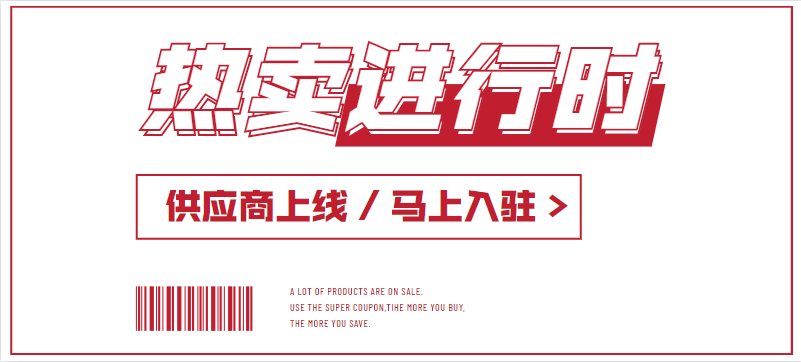 热卖进行时
供应商上线 / 马上入驻 >
A LOT OF PRODUCTS ARE ON SALE.
USE THE SUPER COUPON,TIHE MORE YOU BUY,
THE MORE YOU SAVE.